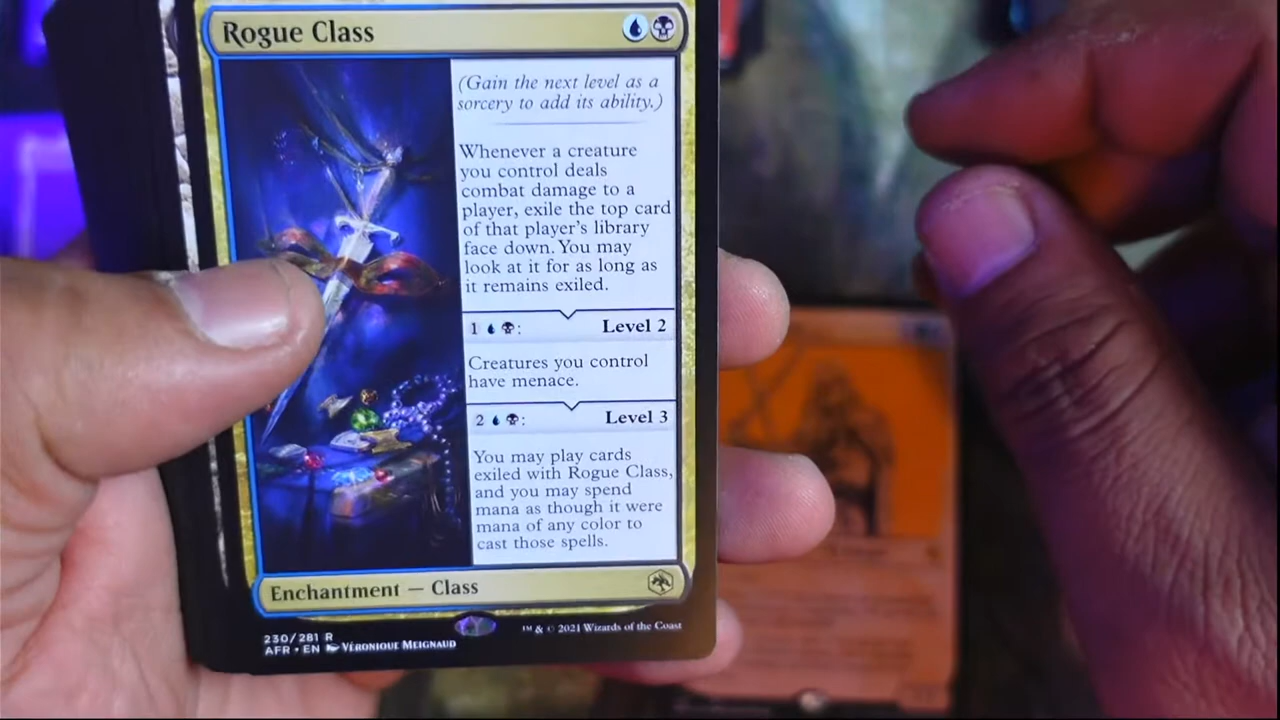 Rogue Class
(Gain the next level as a
sorcery to add its ability.)
Whenever a creature
you control deals
combat damage to a
player, exile the top card
of that player's library
face down. You may
look at it for as long as
it remains exiled.
1 : Level 2
Creatures you control
have menace.
2 : Level 3
You may play cards
exiled with Rogue Class,
and you may spend
mana as though it were
mana of any color to
cast those spells.
Enchantment — Class
230/281 R
AFR • EN VÉRONIQUE MEIGNAUD
™ & © 2021 Wizards of the Coast